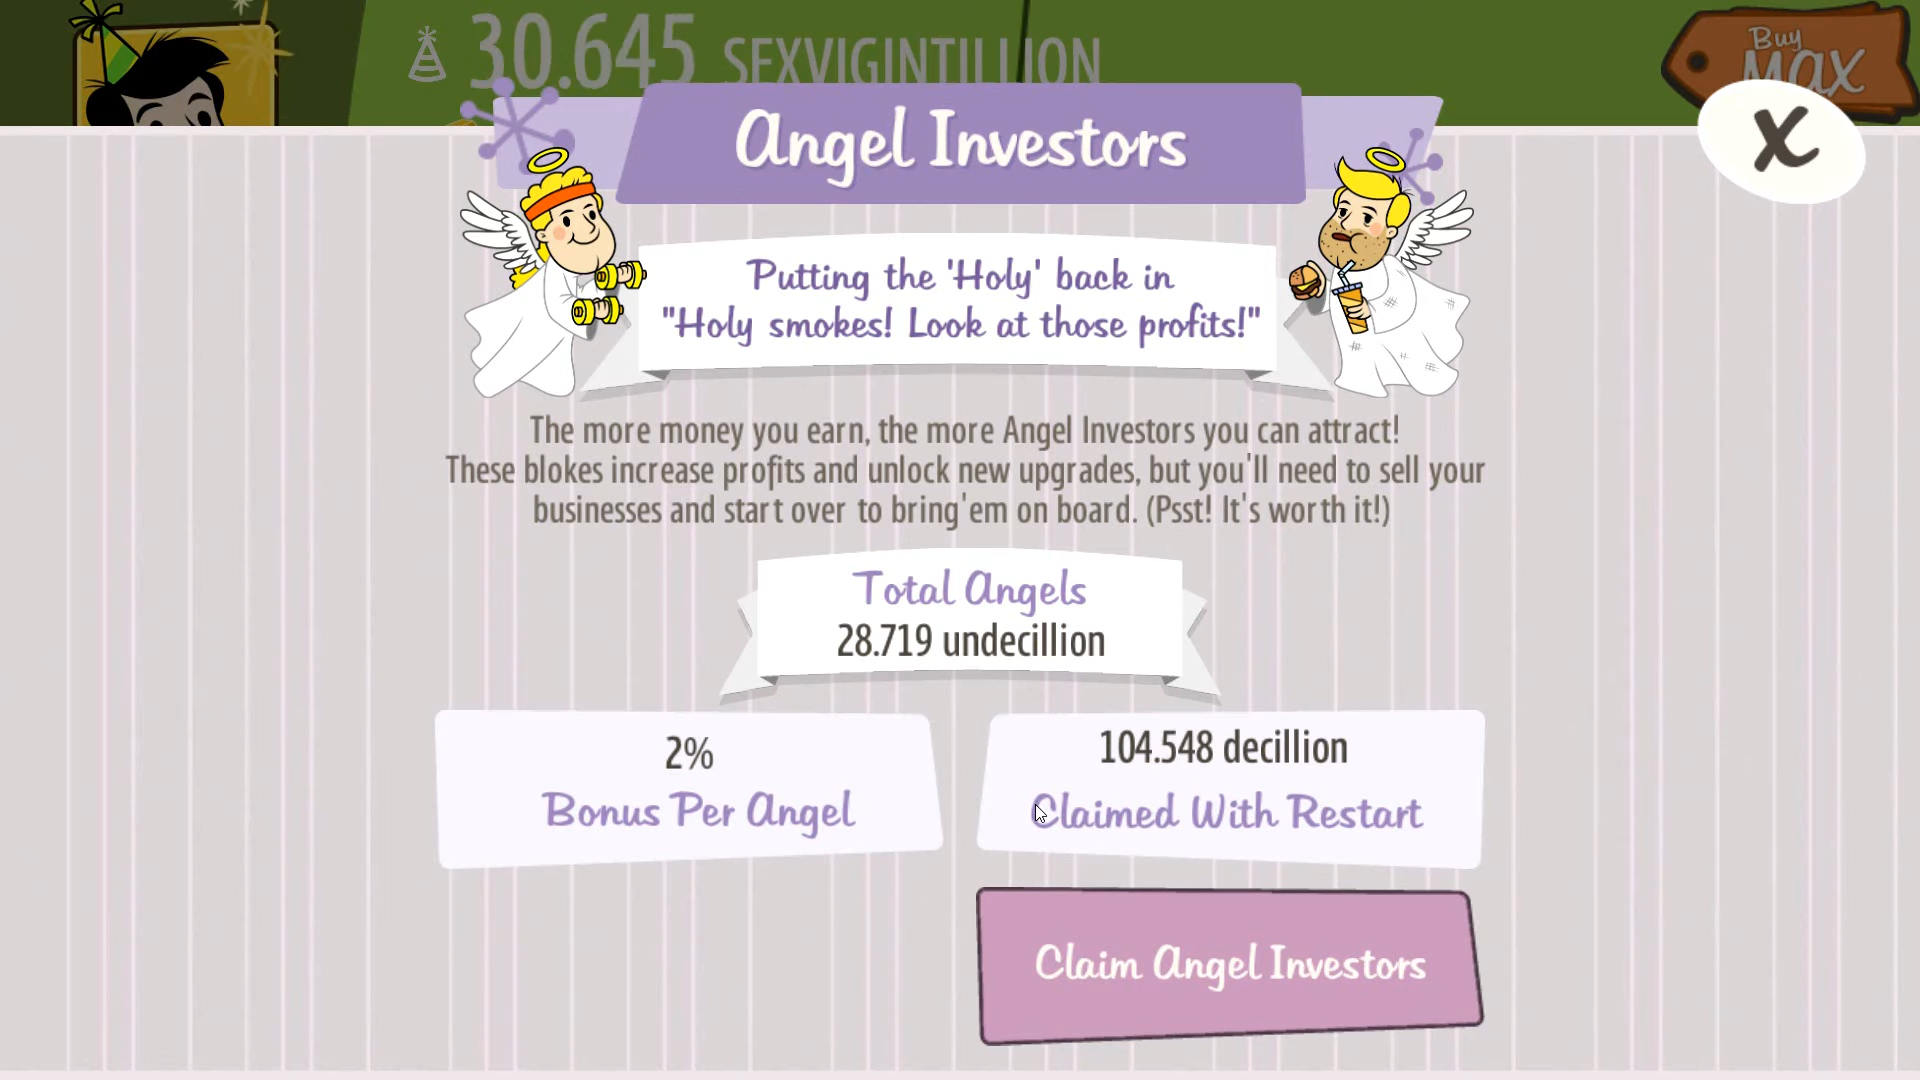 30.645 SEXVIGINTILLION
Buy
Max
Angel Investors
X
Putting the 'Holy' back in
"Holy smokes! Look at those profits!"
The more money you earn, the more Angel Investors you can attract!
These blokes increase profits and unlock new upgrades, but you'll need to sell your
businesses and start over to bring'em on board. (Psst! It's worth it!)
Total Angels
28.719 undecillion
2%
Bonus Per Angel
104.548 decillion
Claimed With Restart
Claim Angel Investors